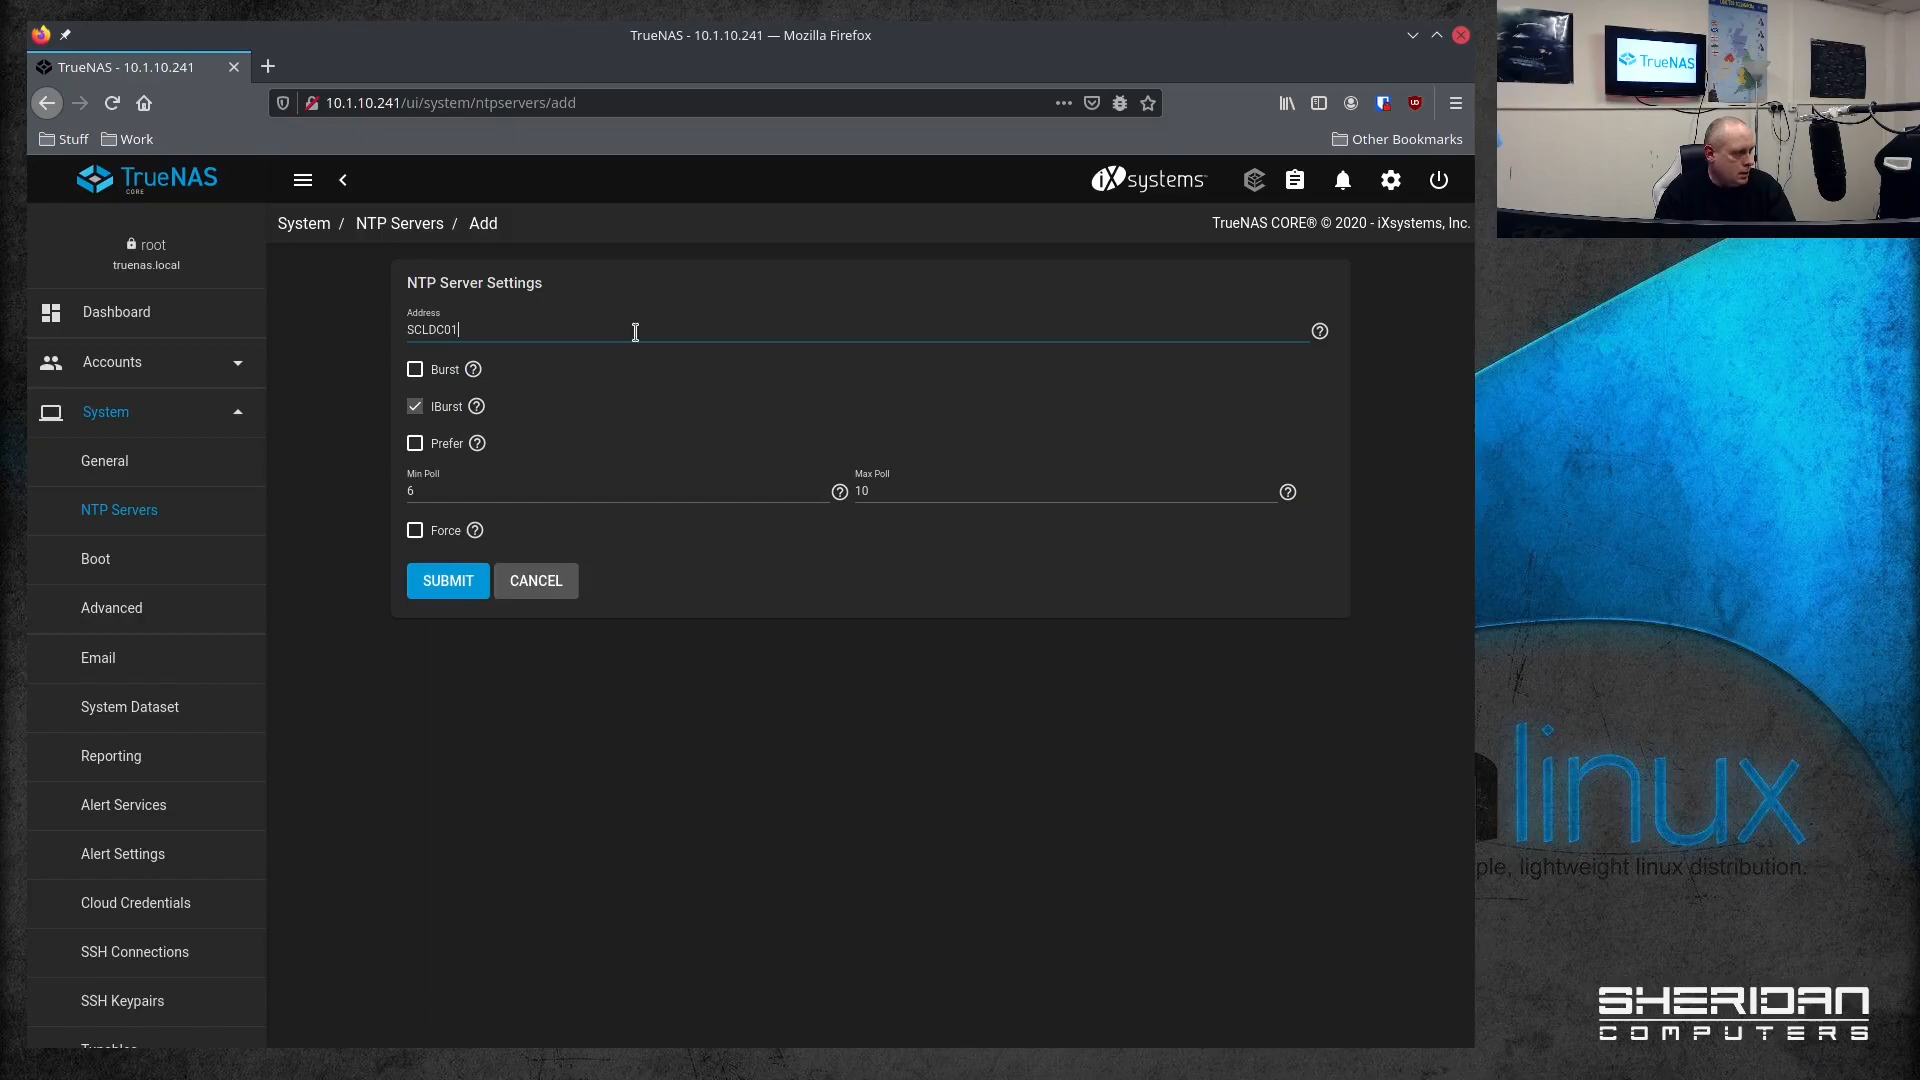 TrueNAS - 10.1.10.241 — Mozilla Firefox
TrueNAS - 10.1.10.241
10.1.10.241/ui/system/ntpservers/add
Stuff
Work
Other Bookmarks
TrueNAS
CORE
iXsystems
System / NTP Servers / Add
TrueNAS CORE® © 2020 - iXsystems, Inc.
root
truenas.local
Dashboard
Accounts
System
General
NTP Servers
Boot
Advanced
Email
System Dataset
Reporting
Alert Services
Alert Settings
Cloud Credentials
SSH Connections
SSH Keypairs
NTP Server Settings
Address
SCLDC01
Burst
IBurst
Prefer
Min Poll
6
Max Poll
10
Force
SUBMIT
CANCEL
TrueNAS
linux
ple, lightweight linux distribution.
SHERIDAN
COMPUTERS